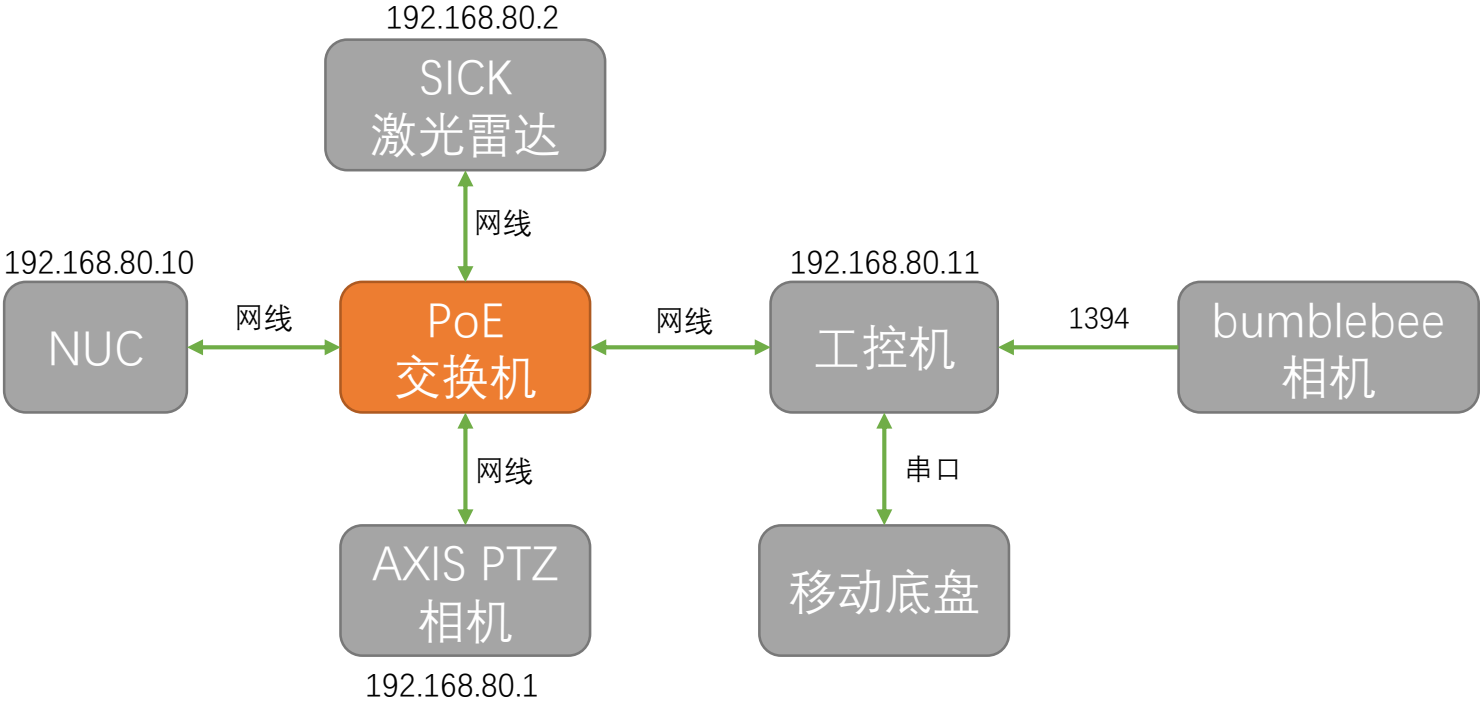 192.168.80.2
SICK
激光雷达
网线
192.168.80.10
NUC
网线
PoE
交换机
网线
192.168.80.11
工控机
1394
bumblebee
相机
网线
串口
AXIS PTZ
相机
192.168.80.1
移动底盘